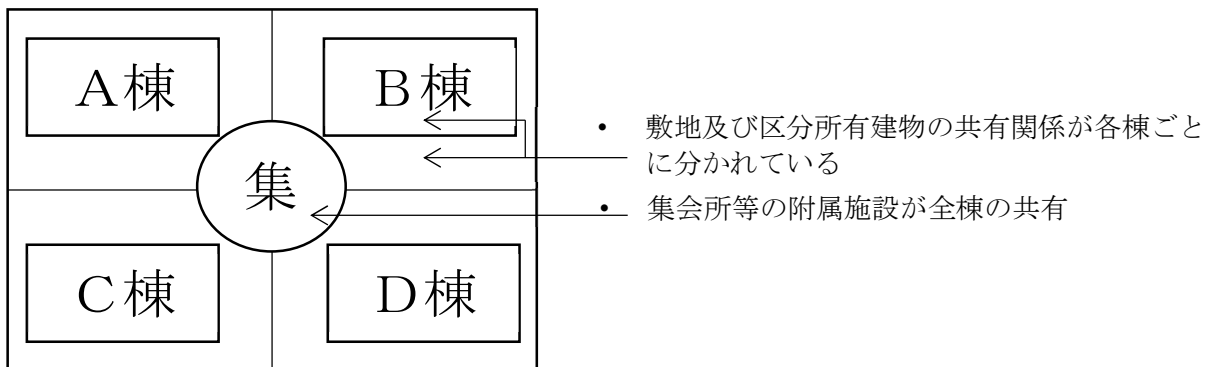 A棟
B棟
集
C棟
D棟
• 敷地及び区分所有建物の共有関係が各棟ごと
に分かれている
• 集会所等の附属施設が全棟の共有